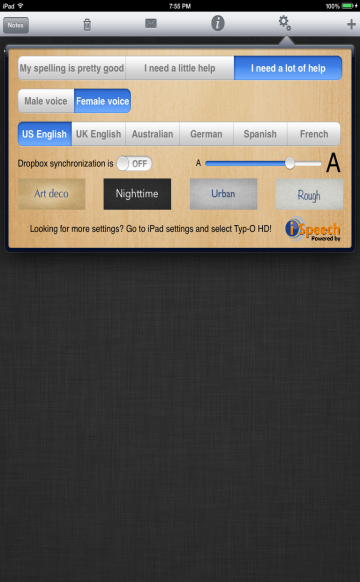 iPad 7:55 PM 100%
Notes
My spelling is pretty good I need a little help I need a lot of help
Male voice Female voice
US English UK English Australian German Spanish French
Dropbox synchronization is OFF A A
Art deco Nighttime Urban Rough
Looking for more settings? Go to iPad settings and select Typ-O HD! iSpeech
Powered by